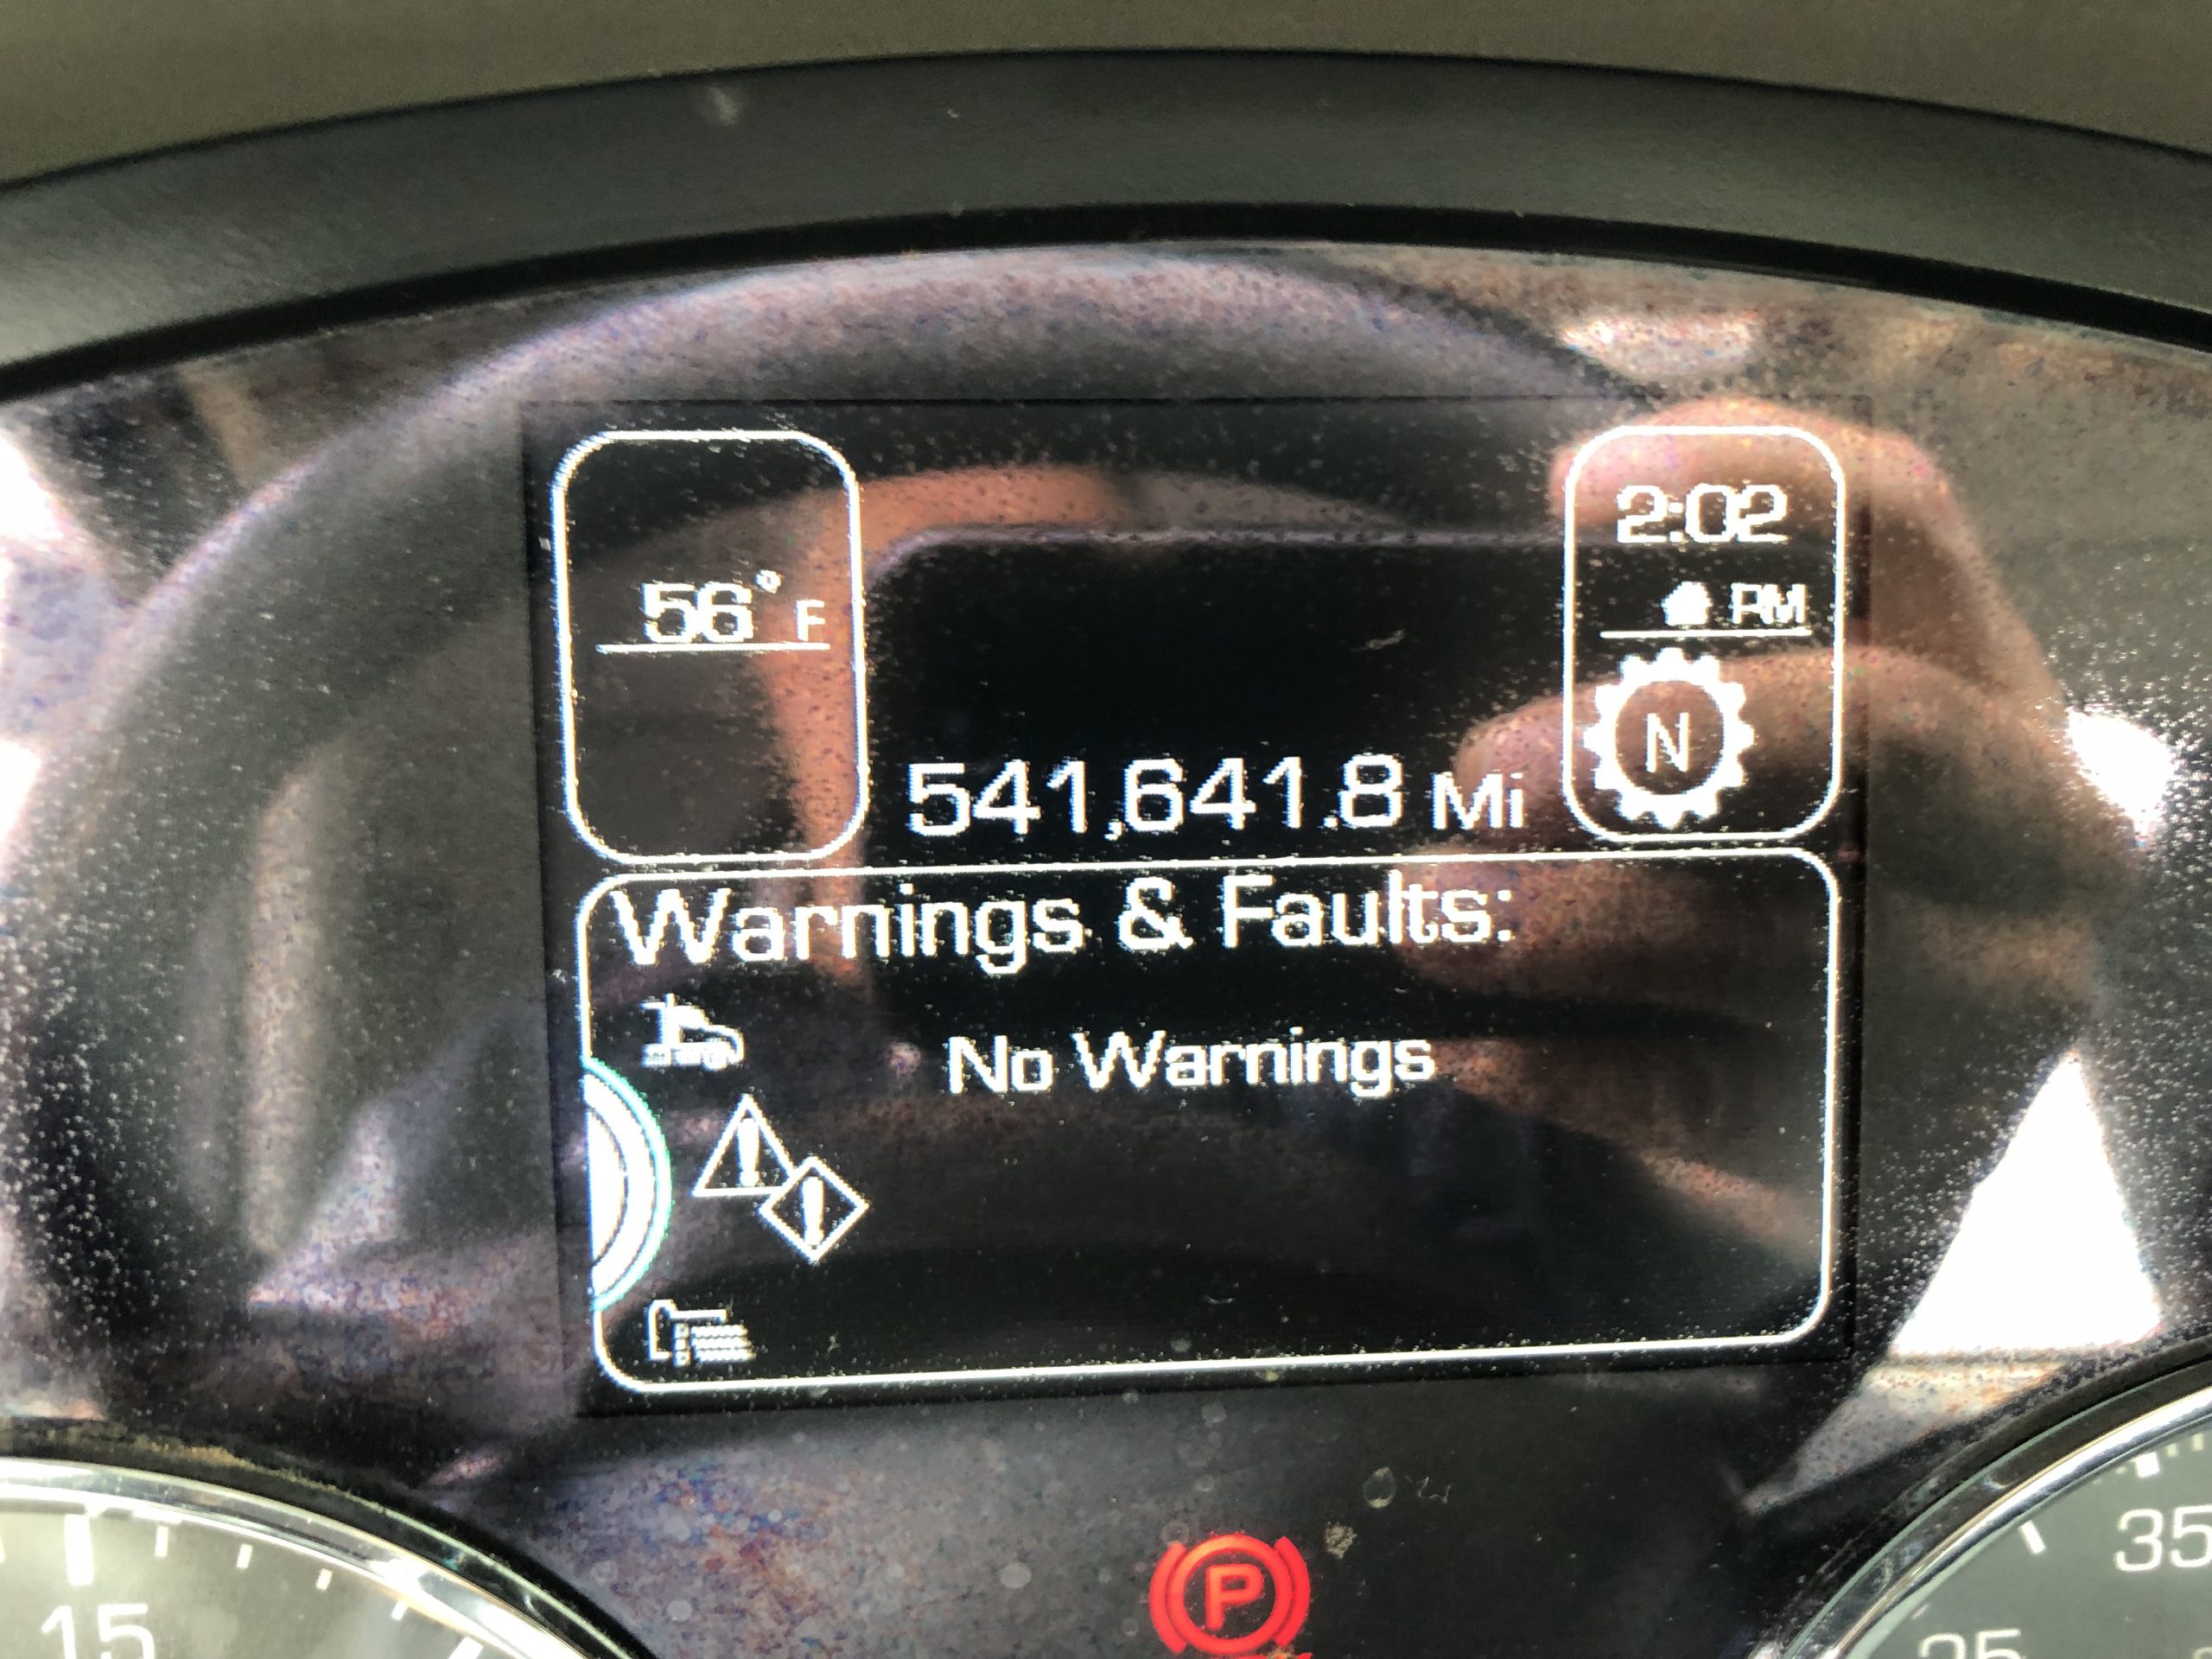 2:02
56°F
PM
N
541,641.8 Mi
Warnings & Faults:
No Warnings
P
15
35
25